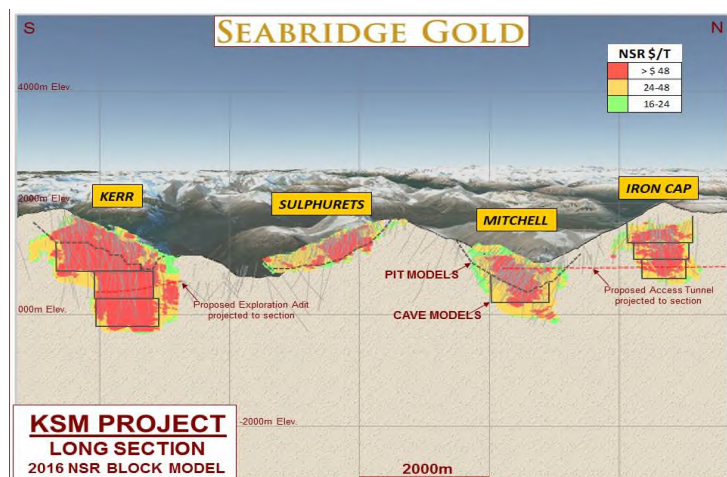 SEABRIDGE GOLD
S
N
NSR $/T
> $ 48
24-48
16-24
4000m Elev.
2000m Elev.
KERR
SULPHURETS
MITCHELL
IRON CAP
PIT MODELS
CAVE MODELS
Proposed Exploration Adit
projected to section
Proposed Access Tunnel
projected to section
000m Elev.
-2000m Elev.
KSM PROJECT
LONG SECTION
2016 NSR BLOCK MODEL
2000m